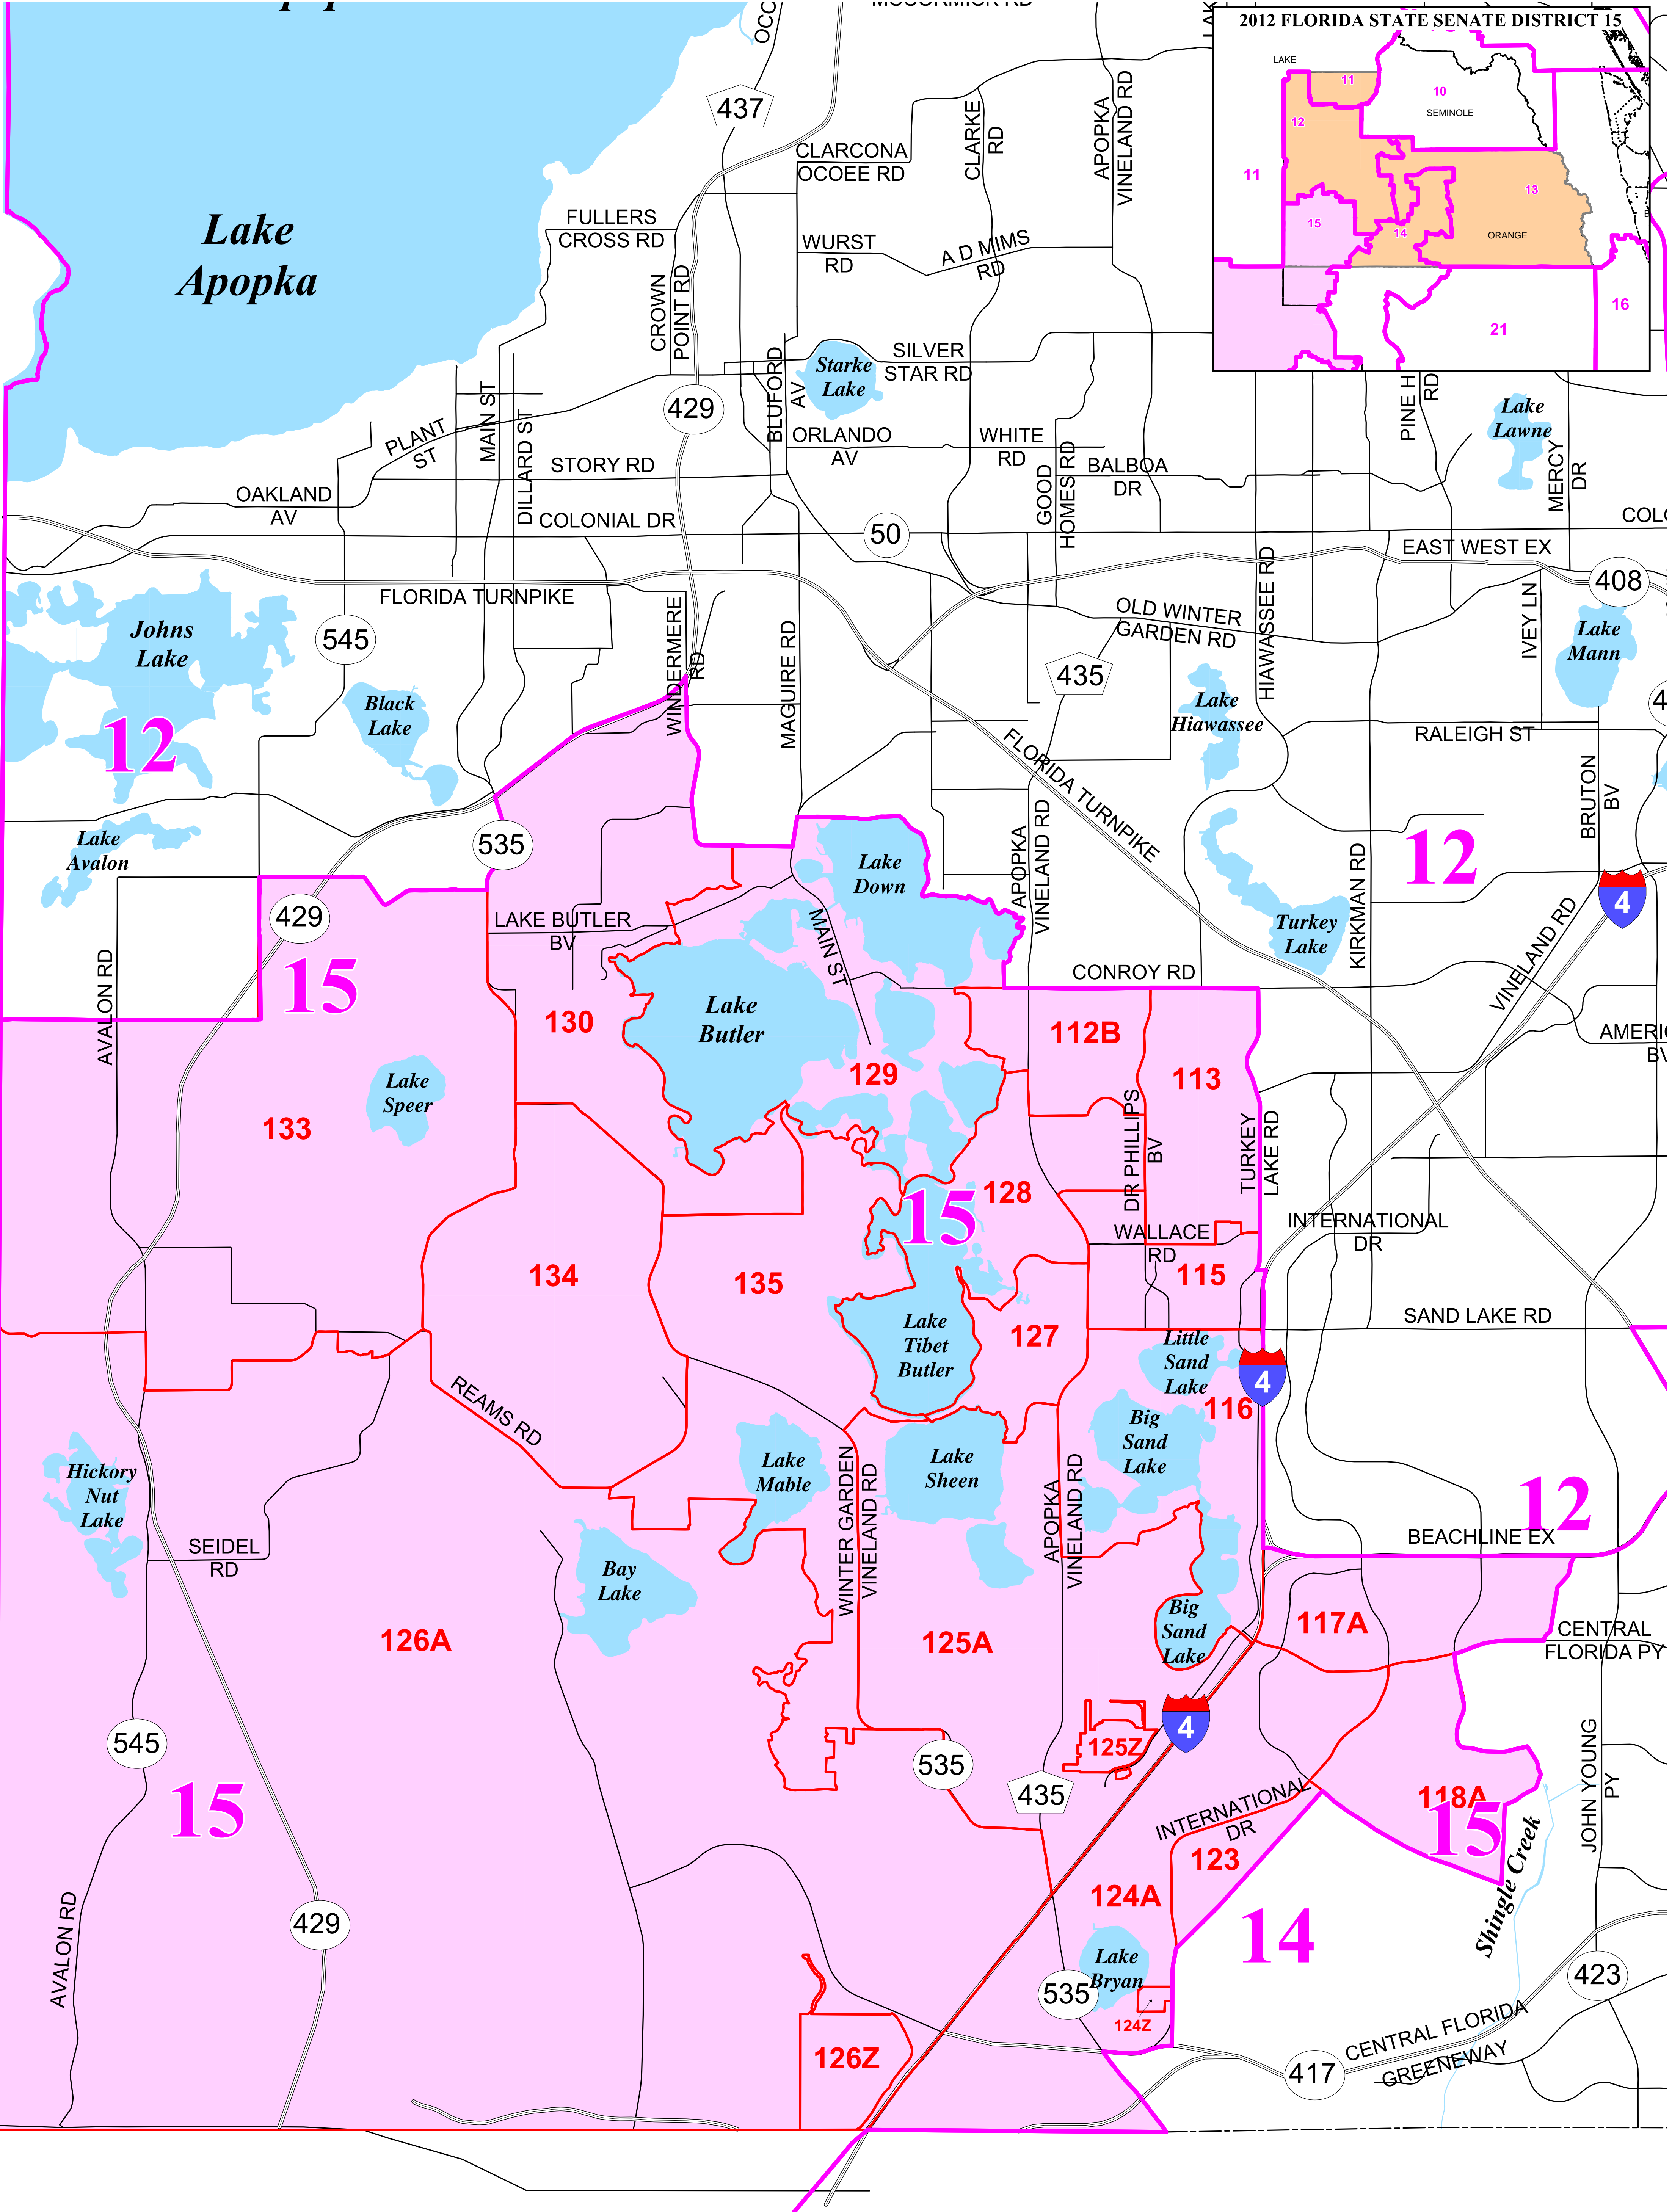 2012 FLORIDA STATE SENATE DISTRICT 15
LAKE
11
10
SEMINOLE
12
11
13
15
14
ORANGE
16
21
437
CLARCONA
OCOEE RD
CLARKE
RD
APOPKA
VINELAND RD
Lake
Apopka
FULLERS
CROSS RD
WURST
RD
A D MIMS
RD
CROWN
POINT RD
SILVER
STAR RD
Starke
Lake
429
BLUFORD
AV
MAIN ST
DILLARD ST
PLANT
ST
ORLANDO
AV
WHITE
RD
GOOD
HOMES RD
BALBOA
DR
PINE H
RD
Lake
Lawne
MERCY
DR
STORY RD
OAKLAND
AV
COLONIAL DR
50
COLO
EAST WEST EX
408
FLORIDA TURNPIKE
Johns
Lake
545
WINDERMERE
RD
MAGUIRE RD
OLD WINTER
GARDEN RD
HIAWASSEE RD
IVEY LN
Lake
Mann
435
Black
Lake
Lake
Hiawassee
12
FLORIDA TURNPIKE
RALEIGH ST
BRUTON
BV
Lake
Avalon
535
Lake
Down
APOPKA
VINELAND RD
KIRKMAN RD
12
4
429
LAKE BUTLER
BV
MAIN ST
Turkey
Lake
VINELAND RD
AVALON RD
15
CONROY RD
130
Lake
Butler
112B
AMERIC
BV
129
113
Lake
Speer
133
DR PHILLIPS
BV
TURKEY
LAKE RD
128
15
WALLACE
RD
INTERNATIONAL
DR
134
135
115
Lake
Tibet
Butler
127
SAND LAKE RD
Little
Sand
Lake
4
REAMS RD
116
Big
Sand
Lake
Hickory
Nut
Lake
Lake
Mable
WINTER GARDEN
VINELAND RD
Lake
Sheen
APOPKA
VINELAND RD
12
BEACHLINE EX
SEIDEL
RD
Bay
Lake
Big
Sand
Lake
117A
CENTRAL
FLORIDA PY
126A
125A
545
4
125Z
JOHN YOUNG
PY
535
435
118A
15
15
INTERNATIONAL
DR
123
Shingle Creek
124A
AVALON RD
429
14
Lake
Bryan
535
423
124Z
126Z
417
CENTRAL FLORIDA
GREENEWAY